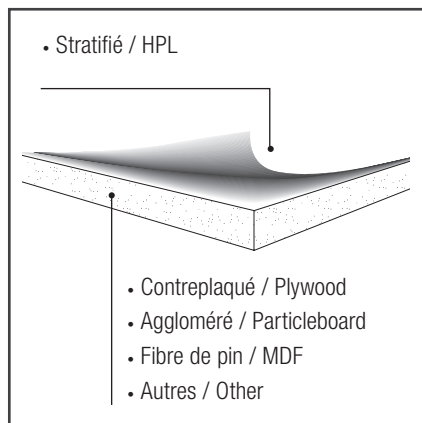 • Stratifié / HPL
• Contreplaqué / Plywood
• Aggloméré / Particleboard
• Fibre de pin / MDF
• Autres / Other